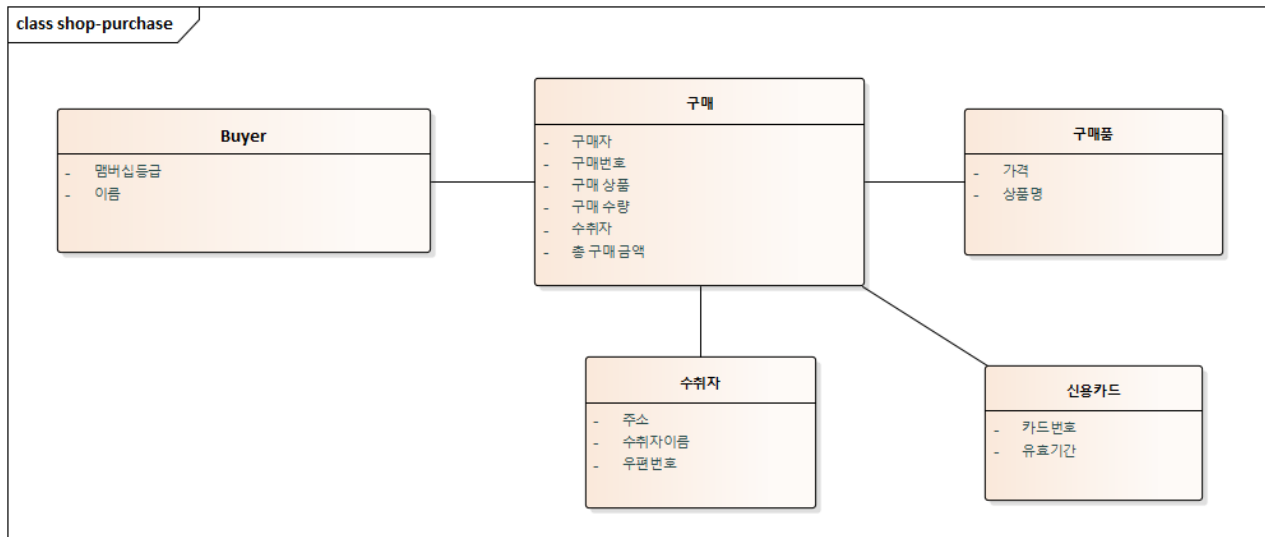 class shop-purchase
Buyer
- 맴버십등급
- 이름
구매
- 구매자
- 구매번호
- 구매 상품
- 구매 수량
- 수취자
- 총 구매 금액
구매품
- 가격
- 상품명
수취자
- 주소
- 수취자이름
- 우편번호
신용카드
- 카드번호
- 유효기간